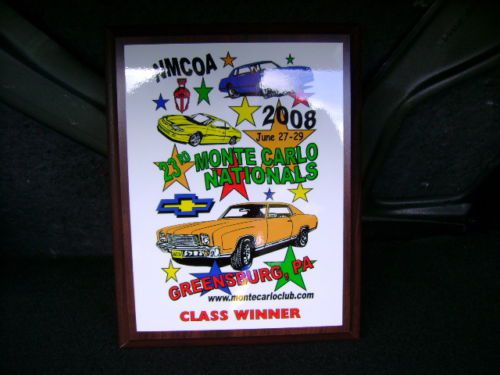 NMCOA
2008
June 27-29
23RD MONTE CARLO
NATIONALS
GREENSBURG, PA
www.montecarloclub.com
CLASS WINNER